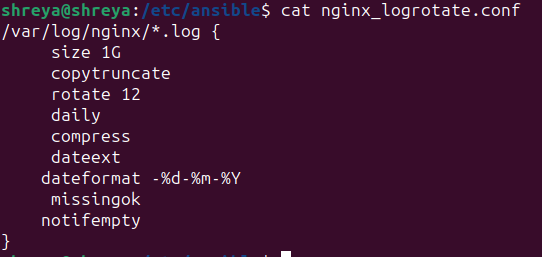 shreya@shreya:/etc/ansible$ cat nginx_logrotate.conf
/var/log/nginx/*.log {
size 1G
copytruncate
rotate 12
daily
compress
dateext
dateformat -%d-%m-%Y
missingok
notifempty
}